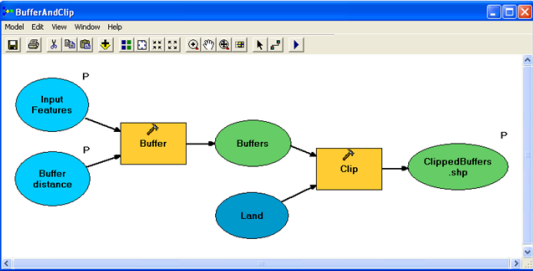 BufferAndClip
Model Edit View Window Help
P
Input
Features
P
Buffer
distance
Buffer
Buffers
Land
Clip
P
ClippedBuffers
.shp